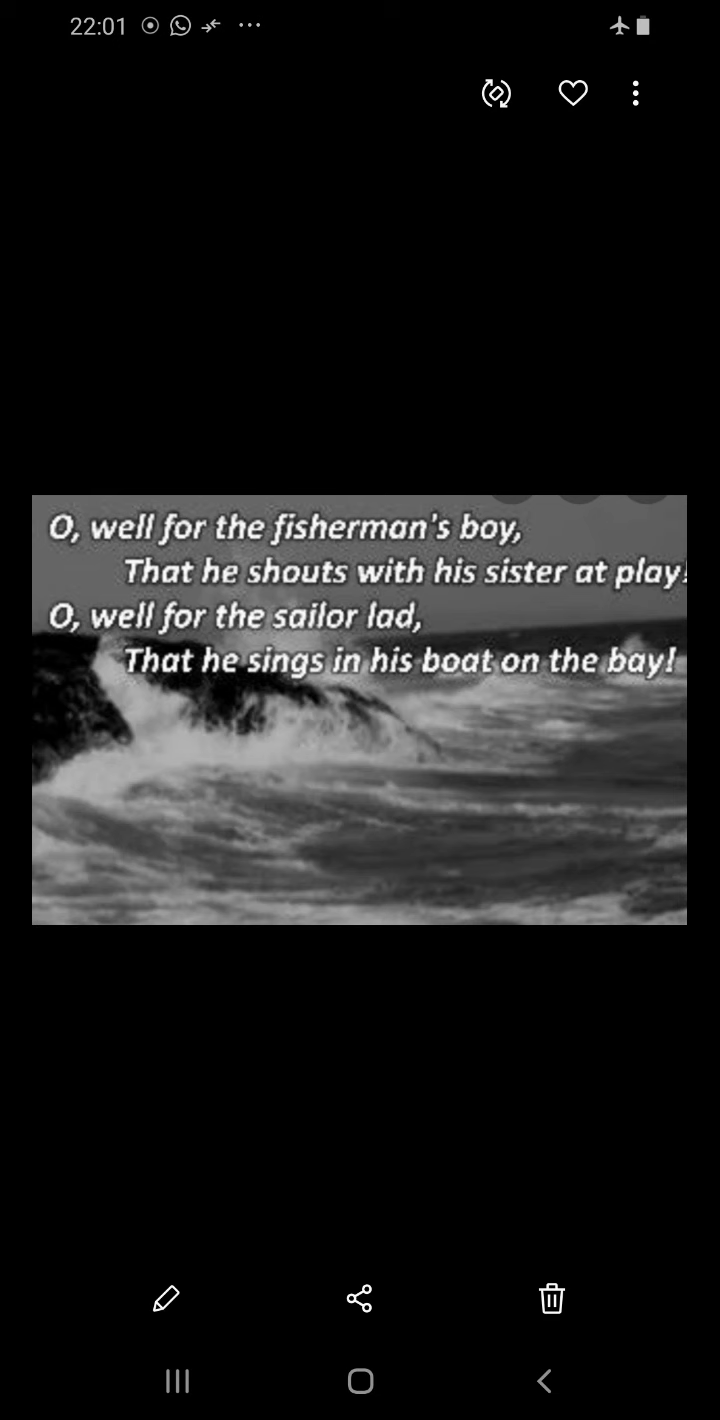 22:01
O, well for the fisherman's boy,
That he shouts with his sister at play!
O, well for the sailor lad,
That he sings in his boat on the bay!